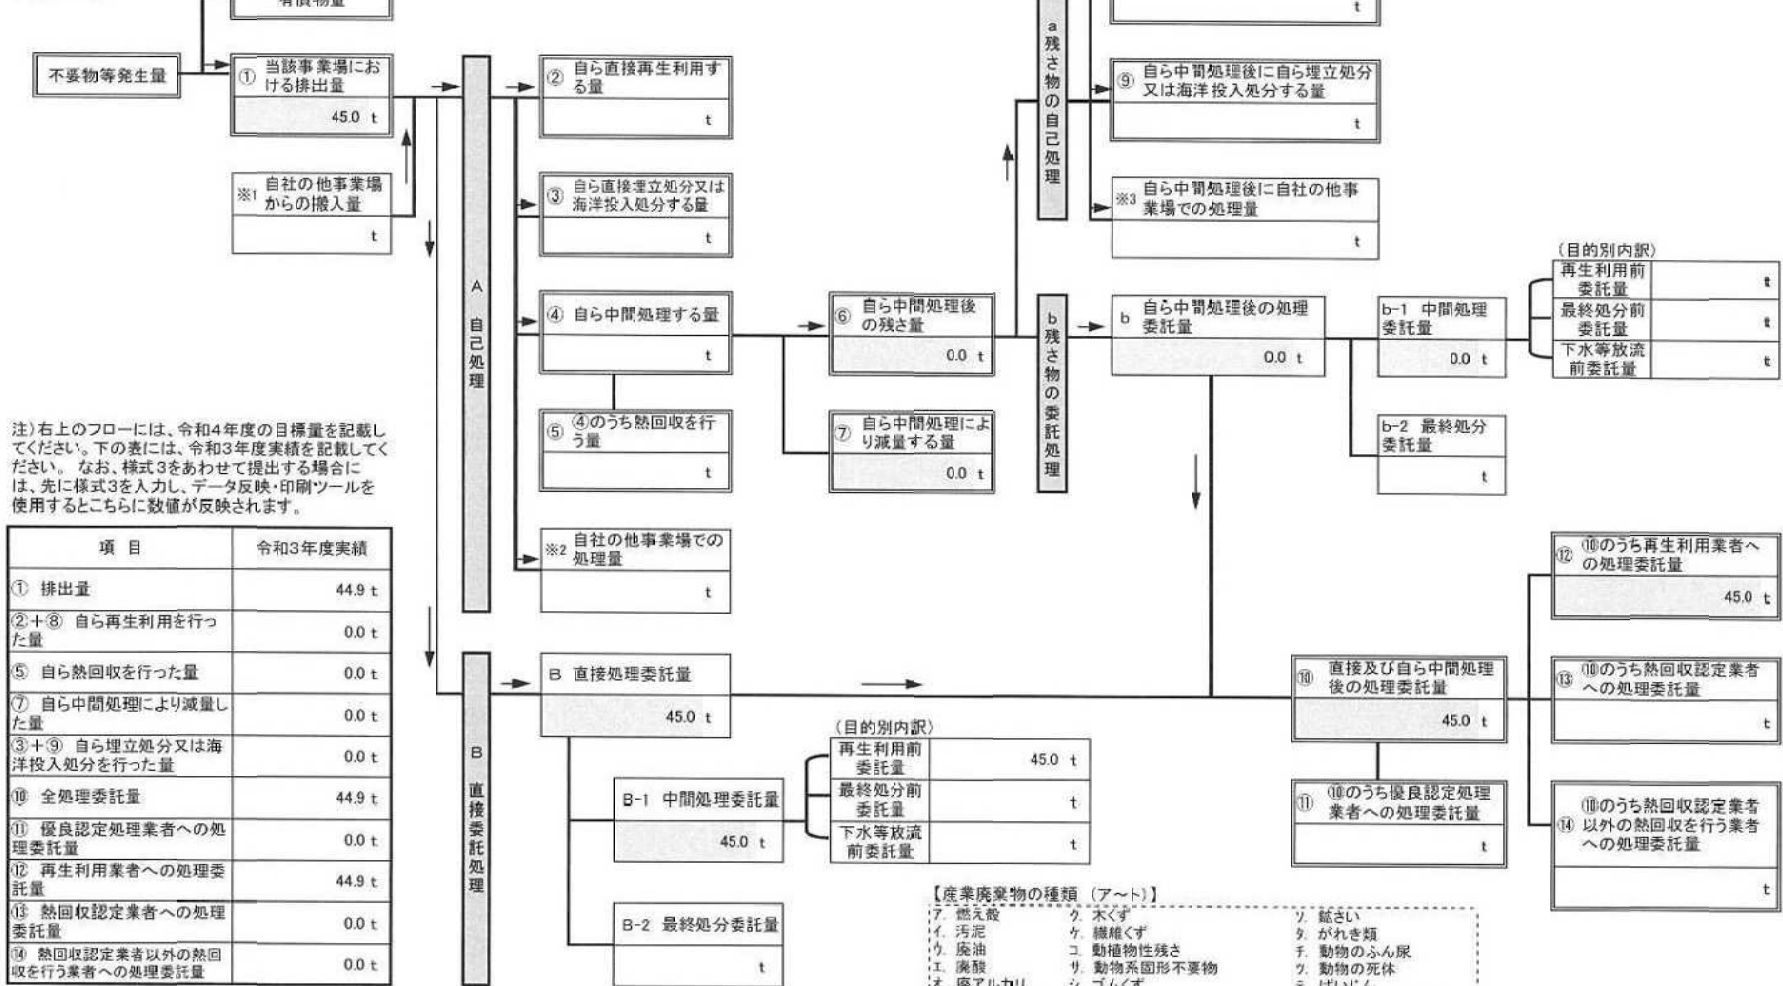 有償物量
t
不要物等発生量
① 当該事業場にお
ける排出量
45.0 t
※1 自社の他事業場
からの搬入量
t
A 自己処理
② 自ら直接再生利用す
る量
t
③ 自ら直接埋立処分又は
海洋投入処分する量
t
④ 自ら中間処理する量
t
⑤ ④のうち熱回収を行
う量
t
※2 自社の他事業場での
処理量
t
⑥ 自ら中間処理後
の残さ量
0.0 t
⑦ 自ら中間処理によ
り減量する量
0.0 t
a 残さ物の自己処理
⑨ 自ら中間処理後に自ら埋立処分
又は海洋投入処分する量
t
※3 自ら中間処理後に自社の他事
業場での処理量
t
b 残さ物の委託処理
b 自ら中間処理後の処理
委託量
0.0 t
b-1 中間処理
委託量
0.0 t
b-2 最終処分
委託量
t
(目的別内訳)
再生利用前
委託量 t
最終処分前
委託量 t
下水等放流
前委託量 t
注)右上のフローには、令和4年度の目標量を記載し
てください。下の表には、令和3年度実績を記載してく
ださい。 なお、様式3をあわせて提出する場合に
は、先に様式3を入力し、データ反映・印刷ツールを
使用するとこちらに数値が反映されます。
項 目 令和3年度実績
① 排出量 44.9 t
②+⑧ 自ら再生利用を行っ
た量 0.0 t
⑤ 自ら熱回収を行った量 0.0 t
⑦ 自ら中間処理により減量し
た量 0.0 t
③+⑨ 自ら埋立処分又は海
洋投入処分を行った量 0.0 t
⑩ 全処理委託量 44.9 t
⑪ 優良認定処理業者への処
理委託量 0.0 t
⑫ 再生利用業者への処理委
託量 44.9 t
⑬ 熱回収認定業者への処理
委託量 0.0 t
⑭ 熱回収認定業者以外の熱回
収を行う業者への処理委託量 0.0 t
B 直接委託処理
B 直接処理委託量
45.0 t
B-1 中間処理委託量
45.0 t
B-2 最終処分委託量
t
(目的別内訳)
再生利用前
委託量 45.0 t
最終処分前
委託量 t
下水等放流
前委託量 t
⑩ 直接及び自ら中間処理
後の処理委託量
45.0 t
⑪ ⑩のうち優良認定処理
業者への処理委託量
t
⑫ ⑩のうち再生利用業者へ
の処理委託量
45.0 t
⑬ ⑩のうち熱回収認定業者
への処理委託量
t
⑭ ⑩のうち熱回収認定業者
以外の熱回収を行う業者
への処理委託量
t
【産業廃棄物の種類 (ア~ト)】
ア. 燃え殻 ク. 木くず ソ. 鉱さい
イ. 汚泥 ケ. 繊維くず タ. がれき類
ウ. 廃油 コ. 動植物性残さ チ. 動物のふん尿
エ. 廃酸 サ. 動物系固形不要物 ツ. 動物の死体
オ. 廃アルカリ シ. ゴムくず テ. ばいじん